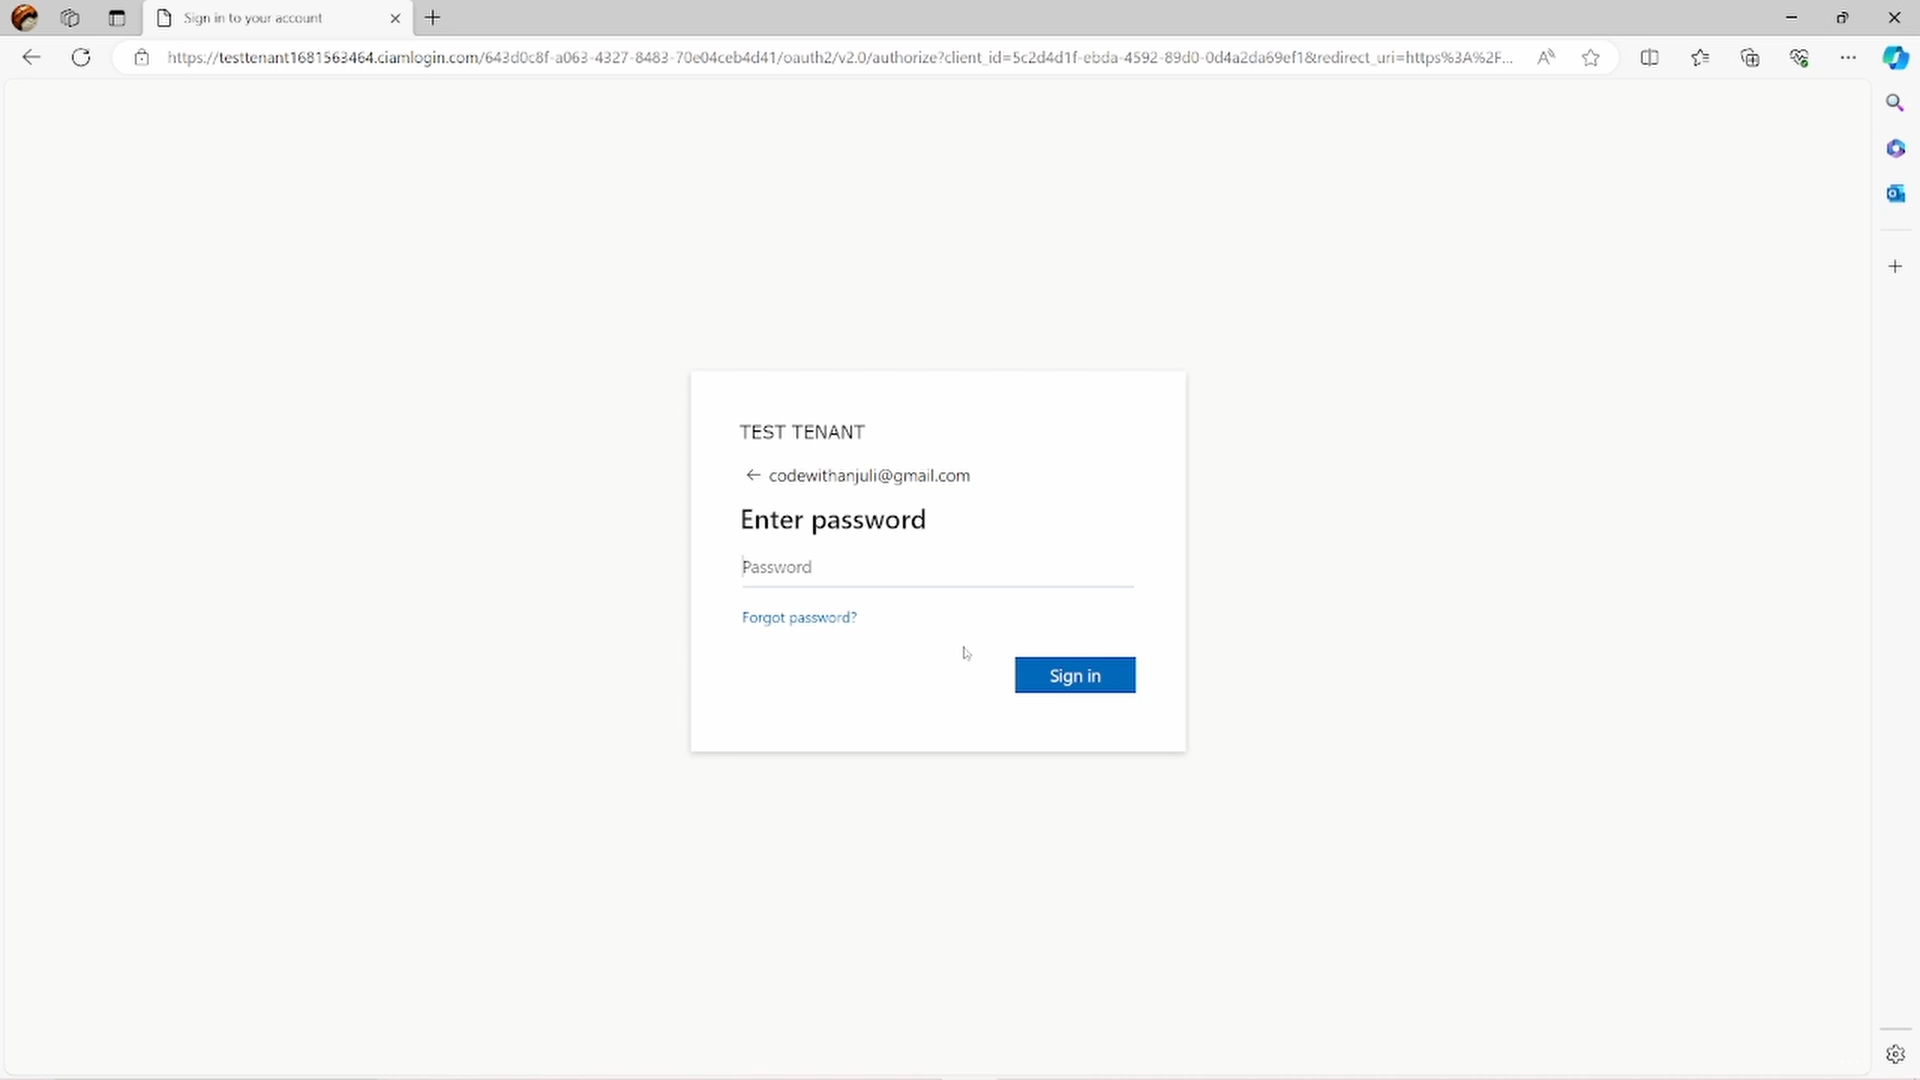 Sign in to your account
https://testtenant1681563464.ciamlogin.com/643d0c8f-a063-4327-8483-70e04ceb4d41/oauth2/v2.0/authorize?client_id=5c2d4d1f-ebda-4592-89d0-0d4a2da69ef1&redirect_uri=https%3A%2F...
TEST TENANT
codewithanjuli@gmail.com
Enter password
Password
Forgot password?
Sign in